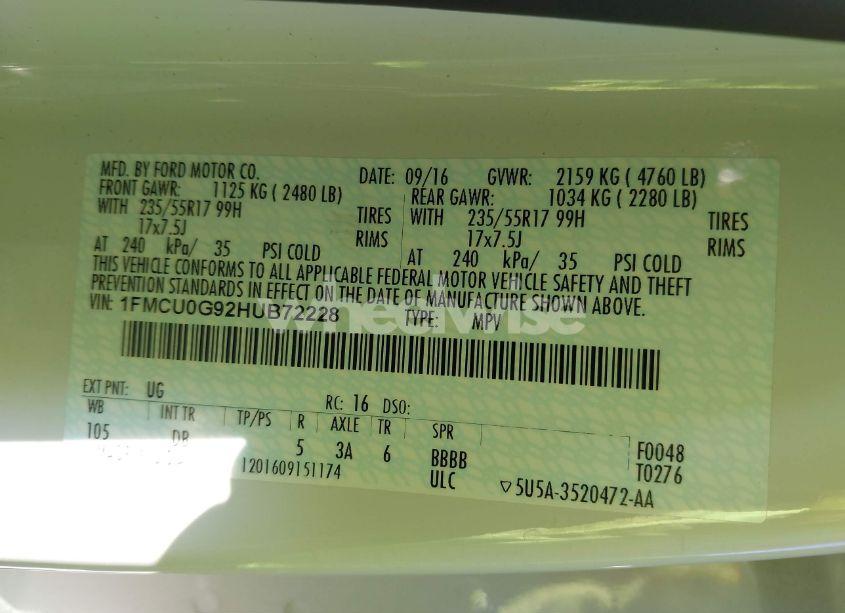 MFD. BY FORD MOTOR CO. DATE: 09/16 GVWR: 2159 KG ( 4760 LB)
FRONT GAWR: 1125 KG ( 2480 LB) REAR GAWR: 1034 KG ( 2280 LB)
WITH 235/55R17 99H TIRES WITH 235/55R17 99H TIRES
17x7.5J RIMS 17x7.5J RIMS
AT 240 kPa/ 35 PSI COLD AT 240 kPa/ 35 PSI COLD
THIS VEHICLE CONFORMS TO ALL APPLICABLE FEDERAL MOTOR VEHICLE SAFETY AND THEFT
PREVENTION STANDARDS IN EFFECT ON THE DATE OF MANUFACTURE SHOWN ABOVE.
VIN: 1FMCU0G92HUB72228 TYPE: MPV
Wheelwise
EXT PNT: UG RC: 16 DSO:
WB INT TR TP/PS R AXLE TR SPR
105 DB 5 3A 6 BBBB F0048
1201609151174 ULC T0276
▽5U5A-3520472-AA